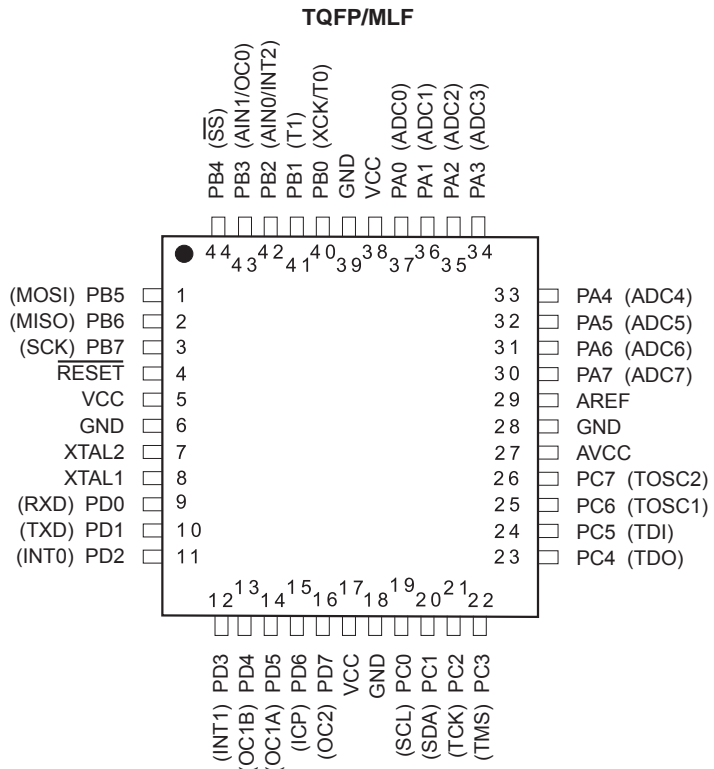 TQFP/MLF
PB4 (SS)
PB3 (AIN1/OC0)
PB2 (AIN0/INT2)
PB1 (T1)
PB0 (XCK/T0)
GND
VCC
PA0 (ADC0)
PA1 (ADC1)
PA2 (ADC2)
PA3 (ADC3)
44 43 42 41 40 39 38 37 36 35 34
(MOSI) PB5 1
(MISO) PB6 2
(SCK) PB7 3
RESET 4
VCC 5
GND 6
XTAL2 7
XTAL1 8
(RXD) PD0 9
(TXD) PD1 10
(INT0) PD2 11
33 PA4 (ADC4)
32 PA5 (ADC5)
31 PA6 (ADC6)
30 PA7 (ADC7)
29 AREF
28 GND
27 AVCC
26 PC7 (TOSC2)
25 PC6 (TOSC1)
24 PC5 (TDI)
23 PC4 (TDO)
12 13 14 15 16 17 18 19 20 21 22
(INT1) PD3
(OC1B) PD4
(OC1A) PD5
(ICP) PD6
(OC2) PD7
VCC
GND
(SCL) PC0
(SDA) PC1
(TCK) PC2
(TMS) PC3